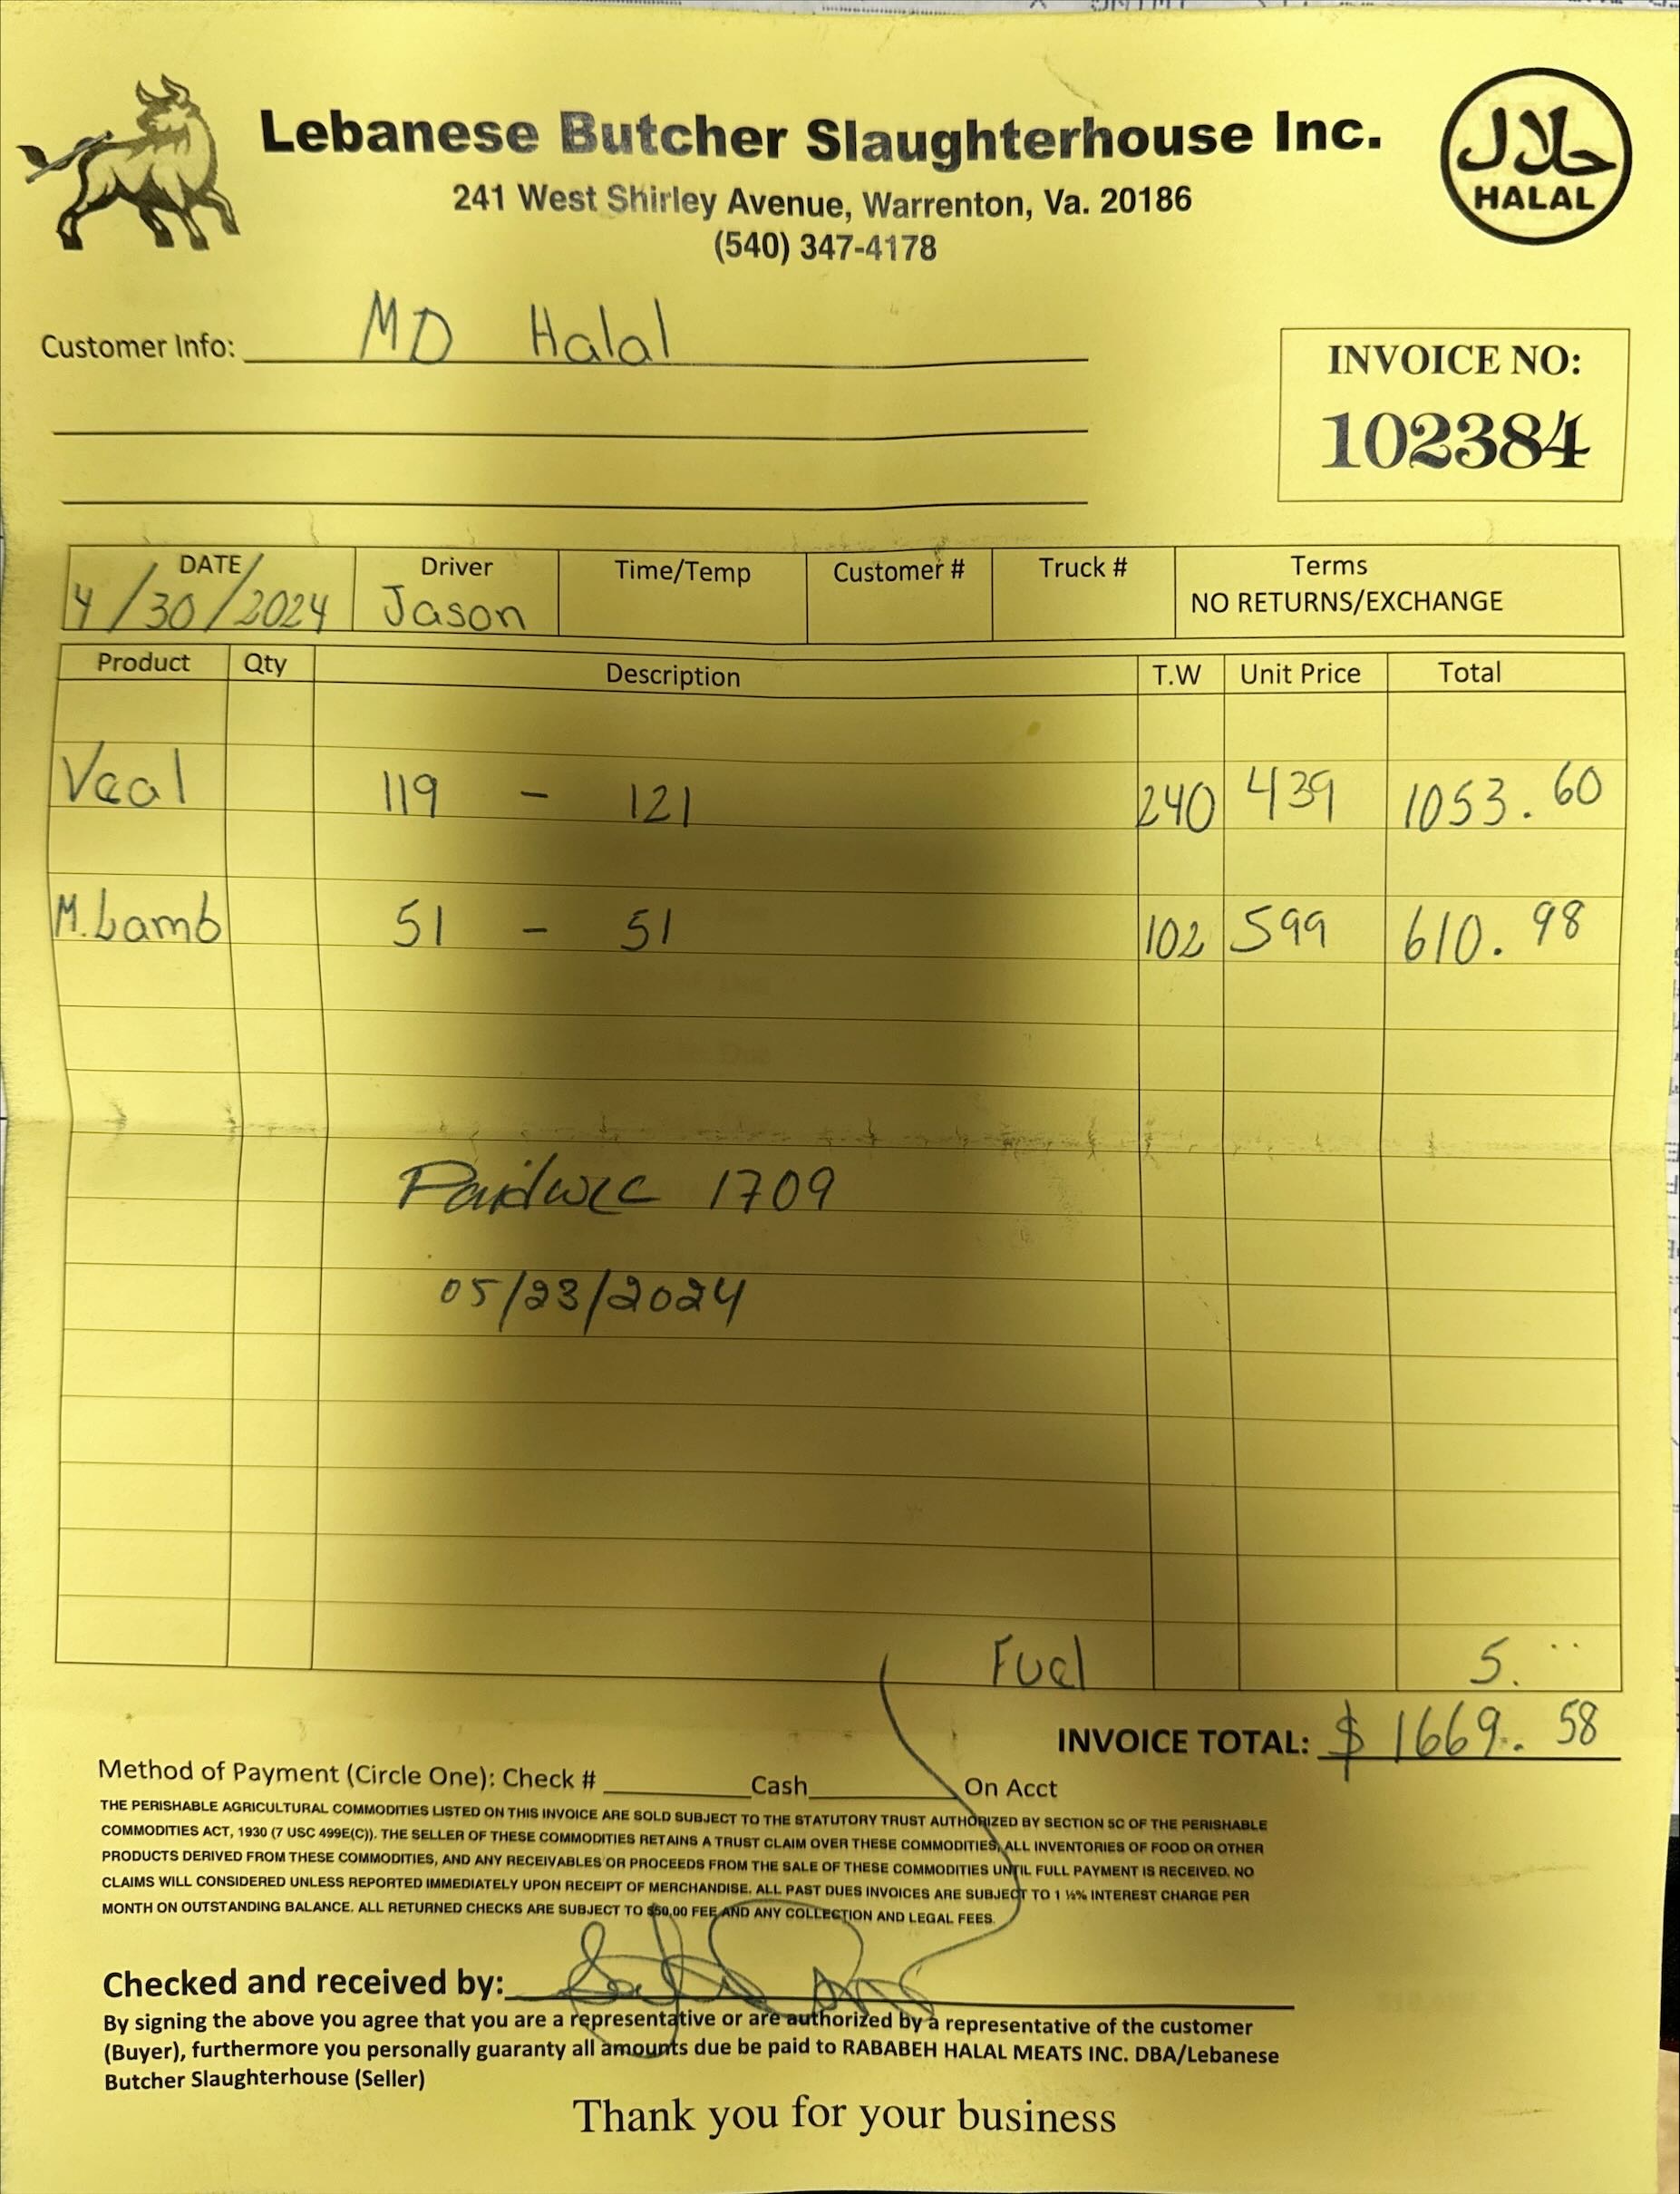 Lebanese Butcher Slaughterhouse Inc.
241 West Shirley Avenue, Warrenton, Va. 20186
(540) 347-4178
حلال
HALAL
Customer Info: MD Halal
INVOICE NO:
102384
DATE Driver Time/Temp Customer # Truck # Terms
4/30/2024 Jason NO RETURNS/EXCHANGE
Product Qty Description T.W Unit Price Total
Veal 119 - 121 240 439 1053.60
M.Lamb 51 - 51 102 599 610.98
Paid 1709
05/23/2024
Fuel 5.
INVOICE TOTAL: $ 1669.58
Method of Payment (Circle One): Check # Cash On Acct
THE PERISHABLE AGRICULTURAL COMMODITIES LISTED ON THIS INVOICE ARE SOLD SUBJECT TO THE STATUTORY TRUST AUTHORIZED BY SECTION 5C OF THE PERISHABLE
COMMODITIES ACT, 1930 (7 USC 499E(C)). THE SELLER OF THESE COMMODITIES RETAINS A TRUST CLAIM OVER THESE COMMODITIES, ALL INVENTORIES OF FOOD OR OTHER
PRODUCTS DERIVED FROM THESE COMMODITIES, AND ANY RECEIVABLES OR PROCEEDS FROM THE SALE OF THESE COMMODITIES UNTIL FULL PAYMENT IS RECEIVED. NO
CLAIMS WILL CONSIDERED UNLESS REPORTED IMMEDIATELY UPON RECEIPT OF MERCHANDISE. ALL PAST DUES INVOICES ARE SUBJECT TO 1 ½% INTEREST CHARGE PER
MONTH ON OUTSTANDING BALANCE. ALL RETURNED CHECKS ARE SUBJECT TO $50.00 FEE AND ANY COLLECTION AND LEGAL FEES.
Checked and received by:
By signing the above you agree that you are a representative or are authorized by a representative of the customer
(Buyer), furthermore you personally guaranty all amounts due be paid to RABABEH HALAL MEATS INC. DBA/Lebanese
Butcher Slaughterhouse (Seller)
Thank you for your business